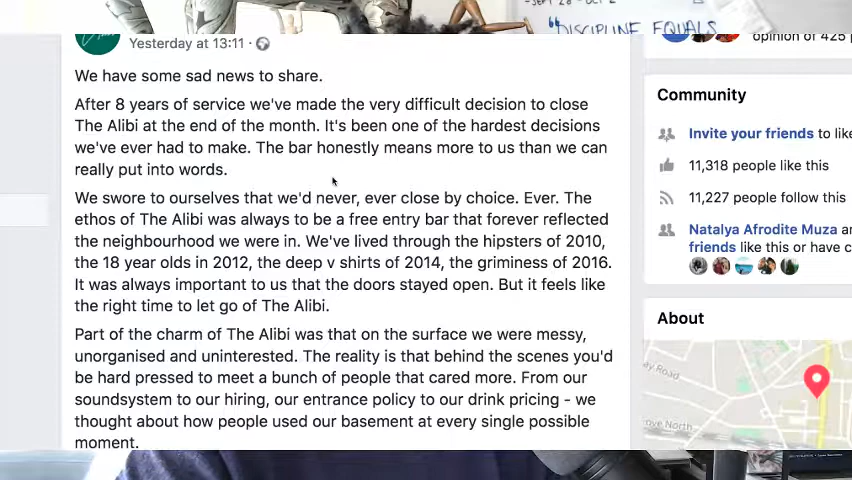 "DISCIPLINE EQUALS
Yesterday at 13:11 ·
We have some sad news to share.
After 8 years of service we've made the very difficult decision to close
The Alibi at the end of the month. It's been one of the hardest decisions
we've ever had to make. The bar honestly means more to us than we can
really put into words.
We swore to ourselves that we'd never, ever close by choice. Ever. The
ethos of The Alibi was always to be a free entry bar that forever reflected
the neighbourhood we were in. We've lived through the hipsters of 2010,
the 18 year olds in 2012, the deep v shirts of 2014, the griminess of 2016.
It was always important to us that the doors stayed open. But it feels like
the right time to let go of The Alibi.
Part of the charm of The Alibi was that on the surface we were messy,
unorganised and uninterested. The reality is that behind the scenes you'd
be hard pressed to meet a bunch of people that cared more. From our
soundsystem to our hiring, our entrance policy to our drink pricing - we
thought about how people used our basement at every single possible
moment.
opinion of 425
Community
Invite your friends to like
11,318 people like this
11,227 people follow this
Natalya Afrodite Muza
friends like this or have
About
ay Road
ove North